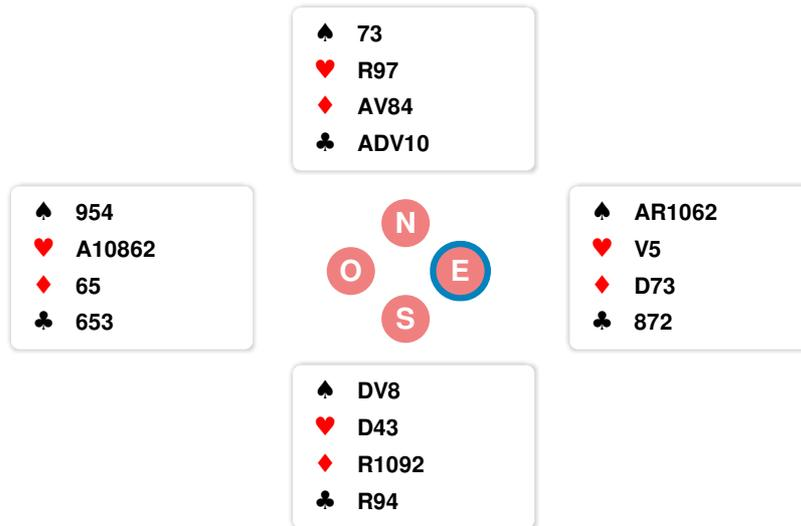 ♠ 73
♥ R97
♦ AV84
♣ ADV10
♠ 954
♥ A10862
♦ 65
♣ 653
N
O
E
S
♠ AR1062
♥ V5
♦ D73
♣ 872
♠ DV8
♥ D43
♦ R1092
♣ R94